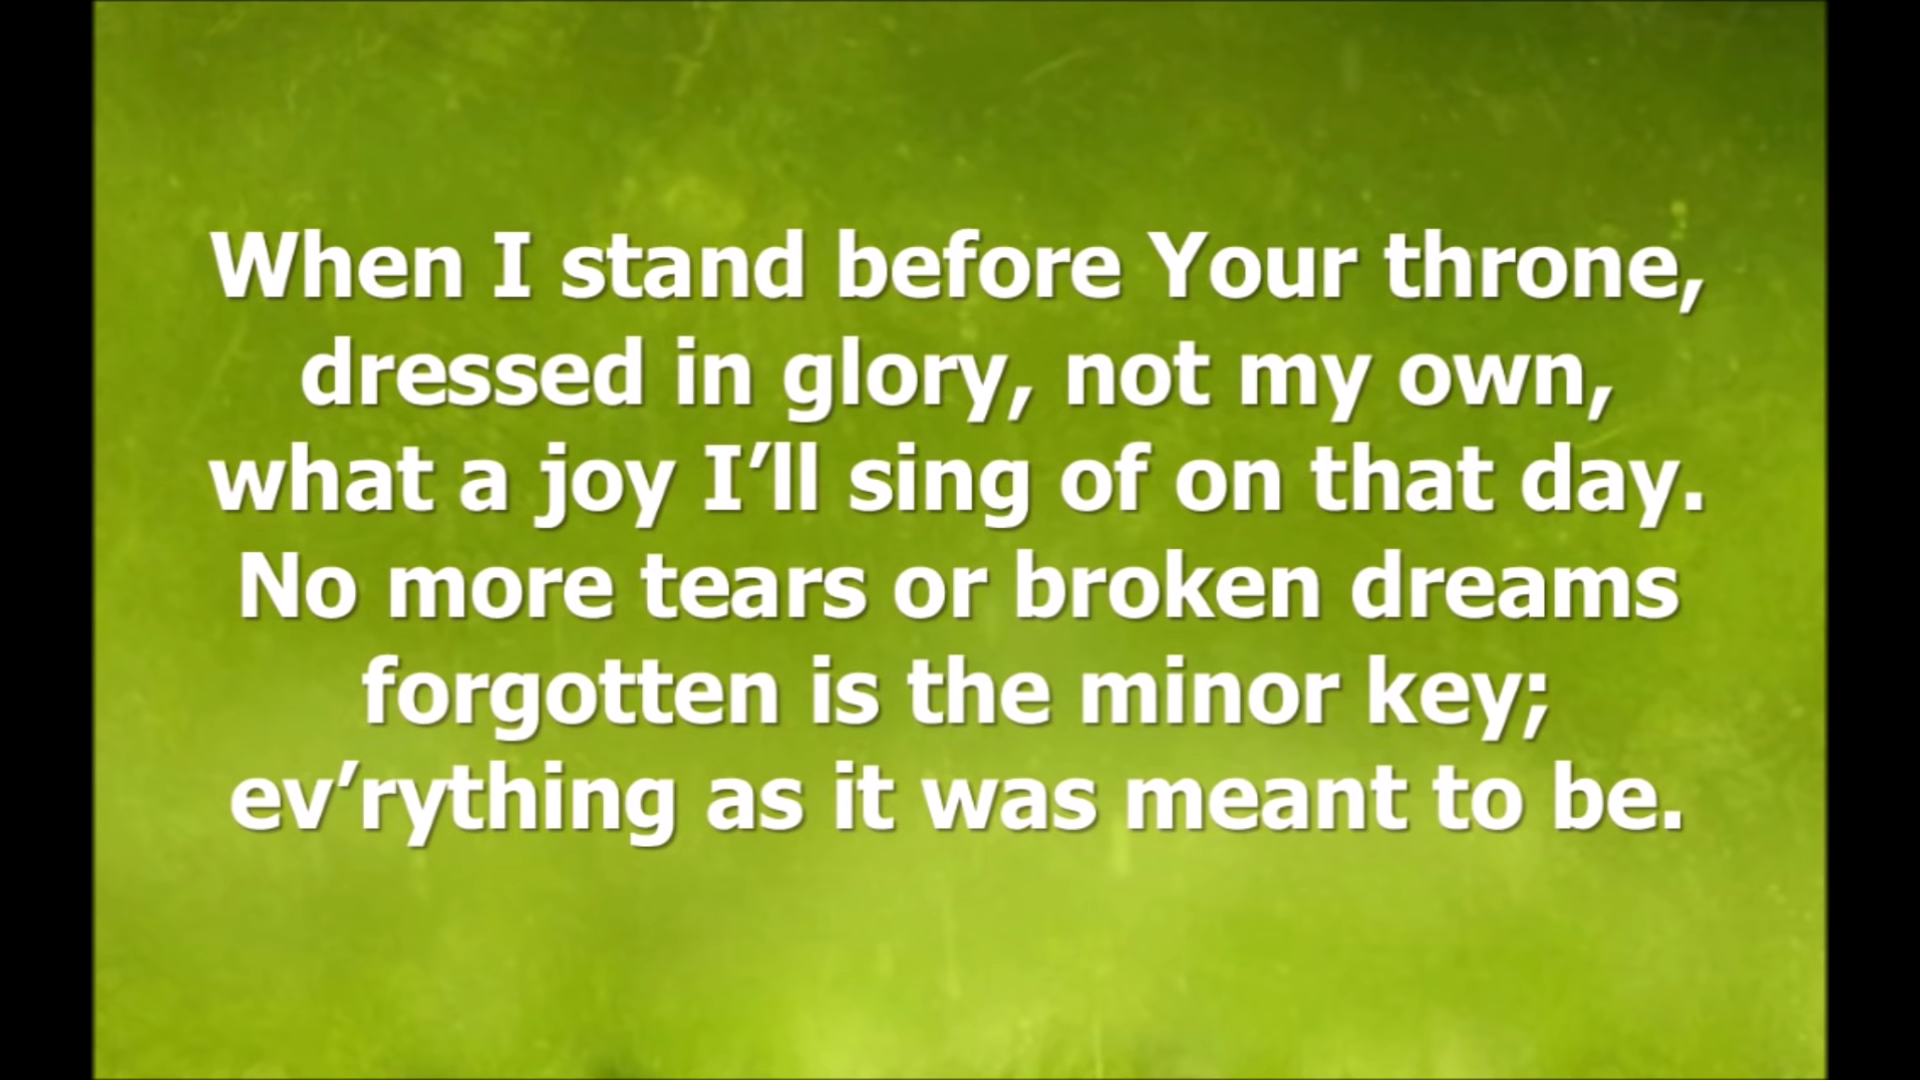 When I stand before Your throne,
dressed in glory, not my own,
what a joy I’ll sing of on that day.
No more tears or broken dreams
forgotten is the minor key;
ev’rything as it was meant to be.